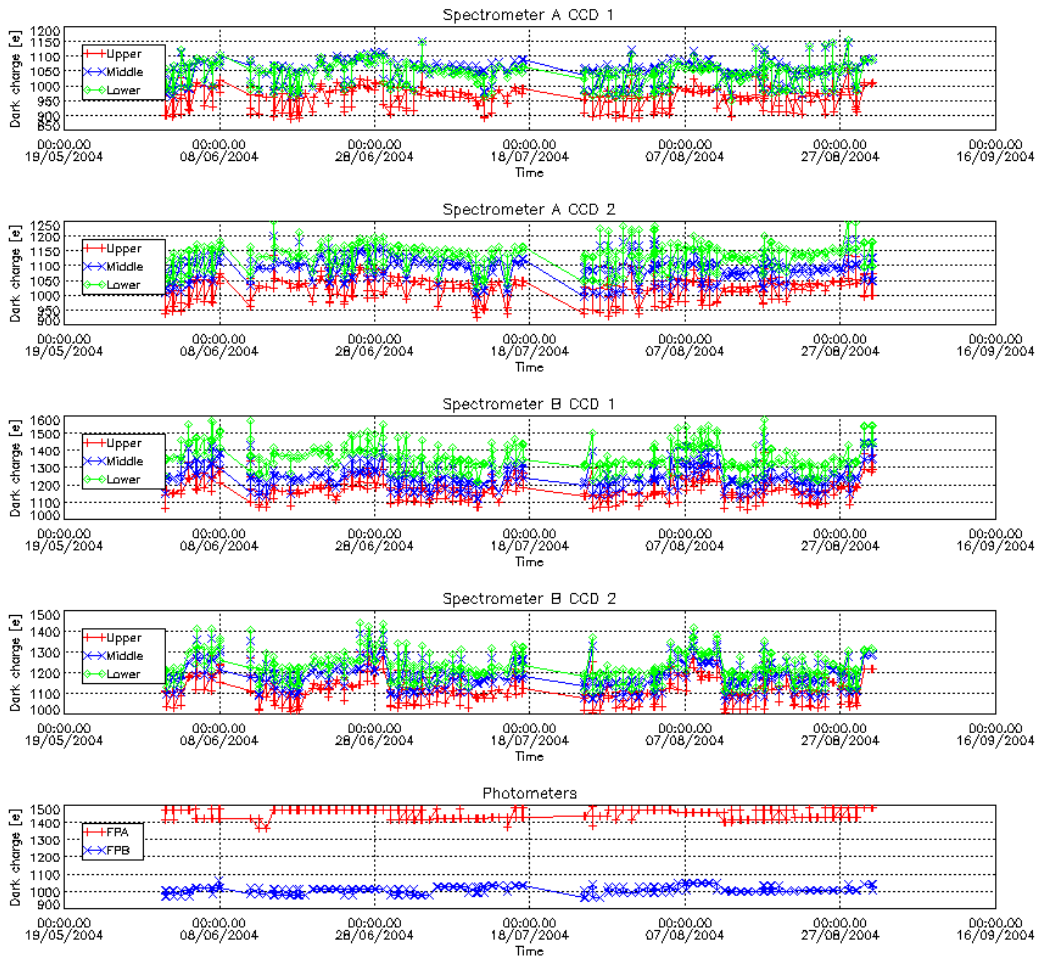 Spectrometer A CCD 1
Dark charge [e]
1200
1150
1100
1050
1000
950
900
850
Upper
Middle
Lower
00:00.00 00:00.00 00:00.00 00:00.00 00:00.00 00:00.00 00:00.00
19/05/2004 08/06/2004 28/06/2004 18/07/2004 07/08/2004 27/08/2004 16/09/2004
Time
Spectrometer A CCD 2
Dark charge [e]
1250
1200
1150
1100
1050
1000
950
900
Upper
Middle
Lower
00:00.00 00:00.00 00:00.00 00:00.00 00:00.00 00:00.00 00:00.00
19/05/2004 08/06/2004 28/06/2004 18/07/2004 07/08/2004 27/08/2004 16/09/2004
Time
Spectrometer B CCD 1
Dark charge [e]
1600
1500
1400
1300
1200
1100
1000
Upper
Middle
Lower
00:00.00 00:00.00 00:00.00 00:00.00 00:00.00 00:00.00 00:00.00
19/05/2004 08/06/2004 28/06/2004 18/07/2004 07/08/2004 27/08/2004 16/09/2004
Time
Spectrometer B CCD 2
Dark charge [e]
1500
1400
1300
1200
1100
1000
Upper
Middle
Lower
00:00.00 00:00.00 00:00.00 00:00.00 00:00.00 00:00.00 00:00.00
19/05/2004 08/06/2004 28/06/2004 18/07/2004 07/08/2004 27/08/2004 16/09/2004
Time
Photometers
Dark charge [e]
1500
1400
1300
1200
1100
1000
900
FPA
FPB
00:00.00 00:00.00 00:00.00 00:00.00 00:00.00 00:00.00 00:00.00
19/05/2004 08/06/2004 28/06/2004 18/07/2004 07/08/2004 27/08/2004 16/09/2004
Time